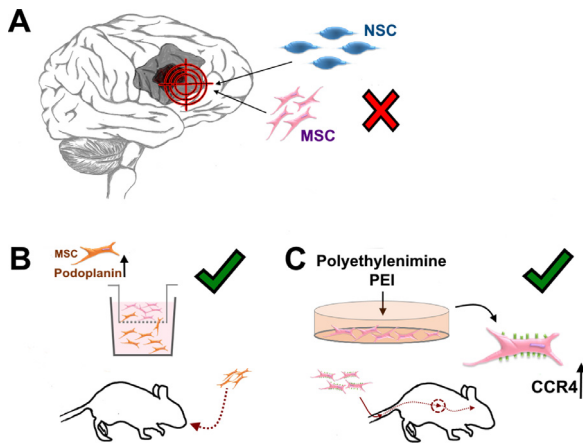 A
NSC
MSC
B
MSC
Podoplanin
C
Polyethylenimine
PEI
CCR4